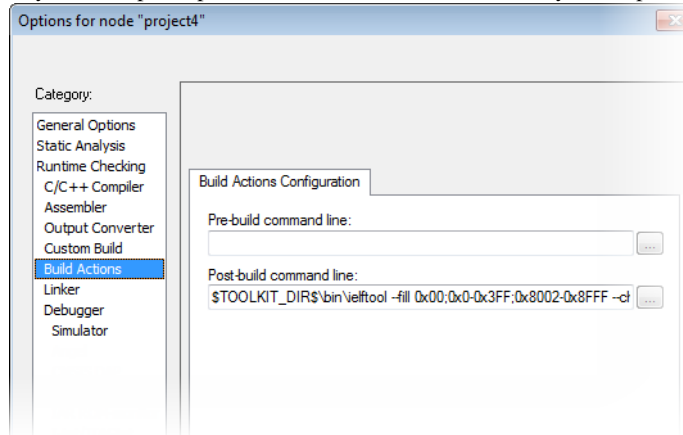 Options for node "project4"
Category:
General Options
Static Analysis
Runtime Checking
C/C++ Compiler
Assembler
Output Converter
Custom Build
Build Actions
Linker
Debugger
Simulator
Build Actions Configuration
Pre-build command line:
...
Post-build command line:
$TOOLKIT_DIR$\bin\ielftool --fill 0x00;0x0-0x3FF;0x8002-0x8FFF
...